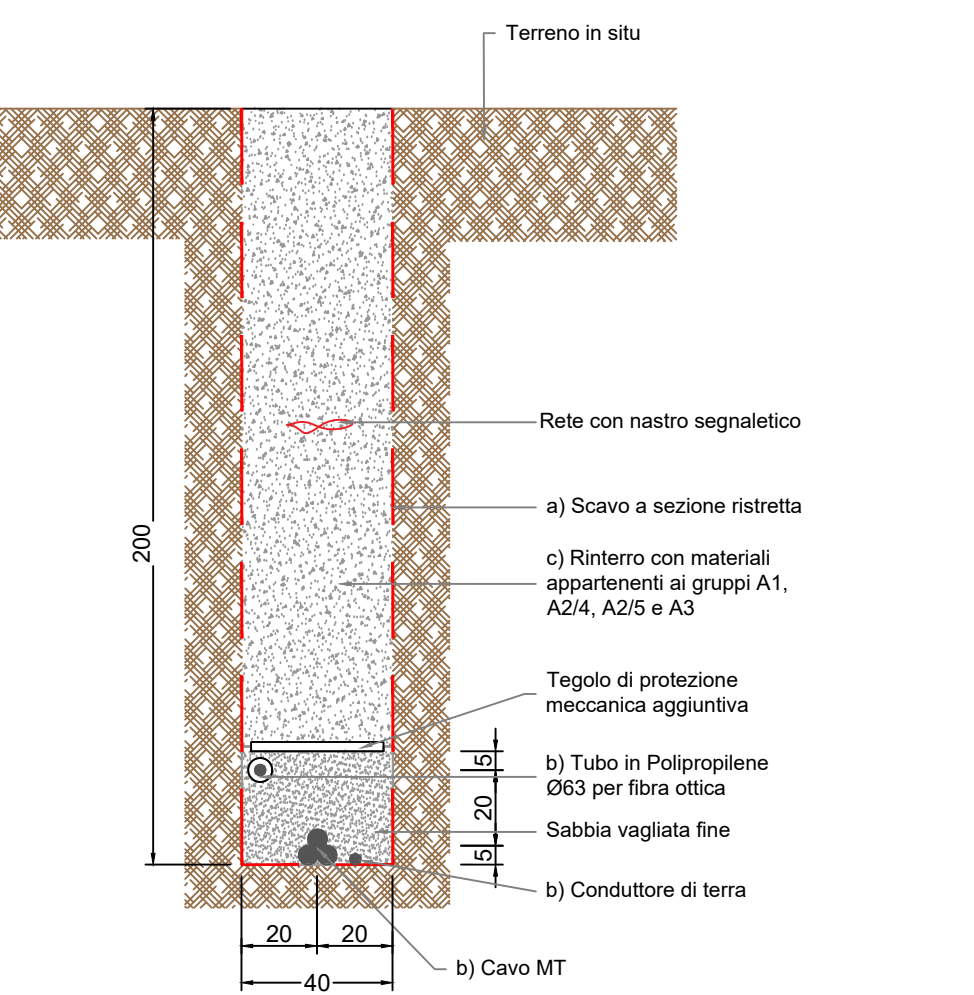 Terreno in situ
Rete con nastro segnaletico
a) Scavo a sezione ristretta
200
c) Rinterro con materiali
appartenenti ai gruppi A1,
A2/4, A2/5 e A3
Tegolo di protezione
meccanica aggiuntiva
5
b) Tubo in Polipropilene
Ø63 per fibra ottica
20
Sabbia vagliata fine
5
b) Conduttore di terra
20
20
b) Cavo MT
40